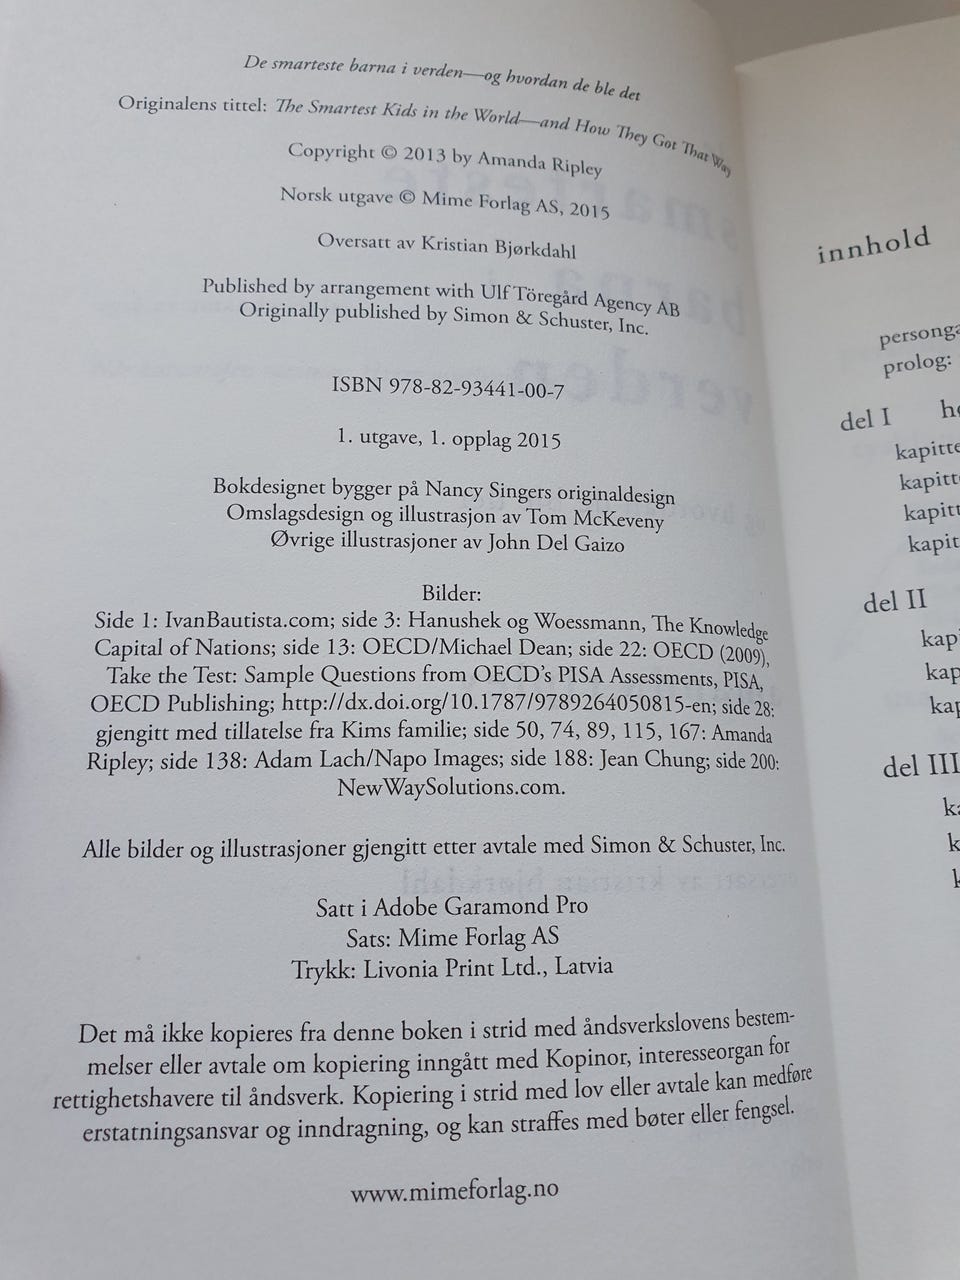 De smarteste barna i verden—og hvordan de ble det
Originalens tittel: The Smartest Kids in the World—and How They Got That Way
Copyright © 2013 by Amanda Ripley
Norsk utgave © Mime Forlag AS, 2015
Oversatt av Kristian Bjørkdahl
Published by arrangement with Ulf Töregård Agency AB
Originally published by Simon & Schuster, Inc.
ISBN 978-82-93441-00-7
1. utgave, 1. opplag 2015
Bokdesignet bygger på Nancy Singers originaldesign
Omslagsdesign og illustrasjon av Tom McKeveny
Øvrige illustrasjoner av John Del Gaizo
Bilder:
Side 1: IvanBautista.com; side 3: Hanushek og Woessmann, The Knowledge
Capital of Nations; side 13: OECD/Michael Dean; side 22: OECD (2009),
Take the Test: Sample Questions from OECD's PISA Assessments, PISA,
OECD Publishing; http://dx.doi.org/10.1787/9789264050815-en; side 28:
gjengitt med tillatelse fra Kims familie; side 50, 74, 89, 115, 167: Amanda
Ripley; side 138: Adam Lach/Napo Images; side 188: Jean Chung; side 200:
NewWaySolutions.com.
Alle bilder og illustrasjoner gjengitt etter avtale med Simon & Schuster, Inc.
Satt i Adobe Garamond Pro
Sats: Mime Forlag AS
Trykk: Livonia Print Ltd., Latvia
Det må ikke kopieres fra denne boken i strid med åndsverkslovens bestem-
melser eller avtale om kopiering inngått med Kopinor, interesseorgan for
rettighetshavere til åndsverk. Kopiering i strid med lov eller avtale kan medføre
erstatningsansvar og inndragning, og kan straffes med bøter eller fengsel.
www.mimeforlag.no
innhold
prolog:
del I
del II
del III